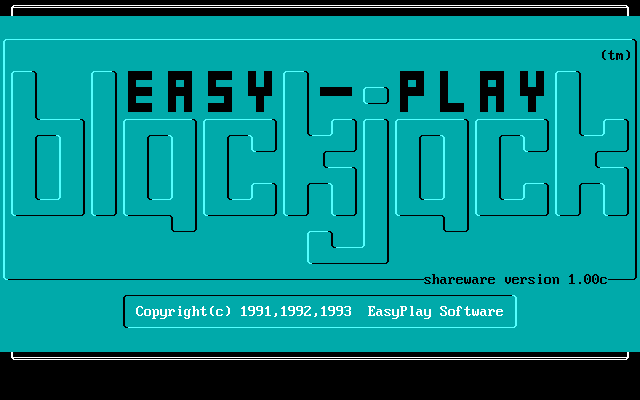 (tm)
EASY-PLAY
blackjack
shareware version 1.00c
Copyright(c) 1991,1992,1993  EasyPlay Software